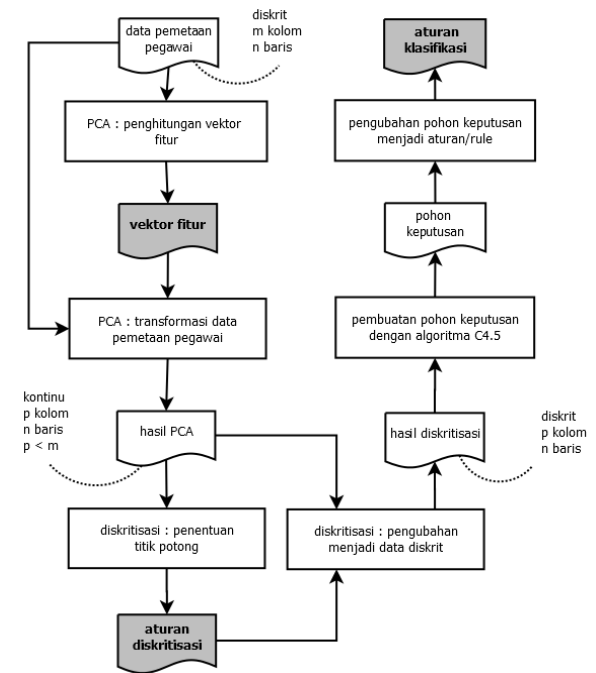 data pemetaan
pegawai
diskrit
m kolom
n baris
PCA : penghitungan vektor
fitur
vektor fitur
PCA : transformasi data
pemetaan pegawai
kontinu
p kolom
n baris
p < m
hasil PCA
diskritisasi : penentuan
titik potong
aturan
diskritisasi
diskritisasi : pengubahan
menjadi data diskrit
hasil diskritisasi
diskrit
p kolom
n baris
pembuatan pohon keputusan
dengan algoritma C4.5
pohon
keputusan
pengubahan pohon keputusan
menjadi aturan/rule
aturan
klasifikasi